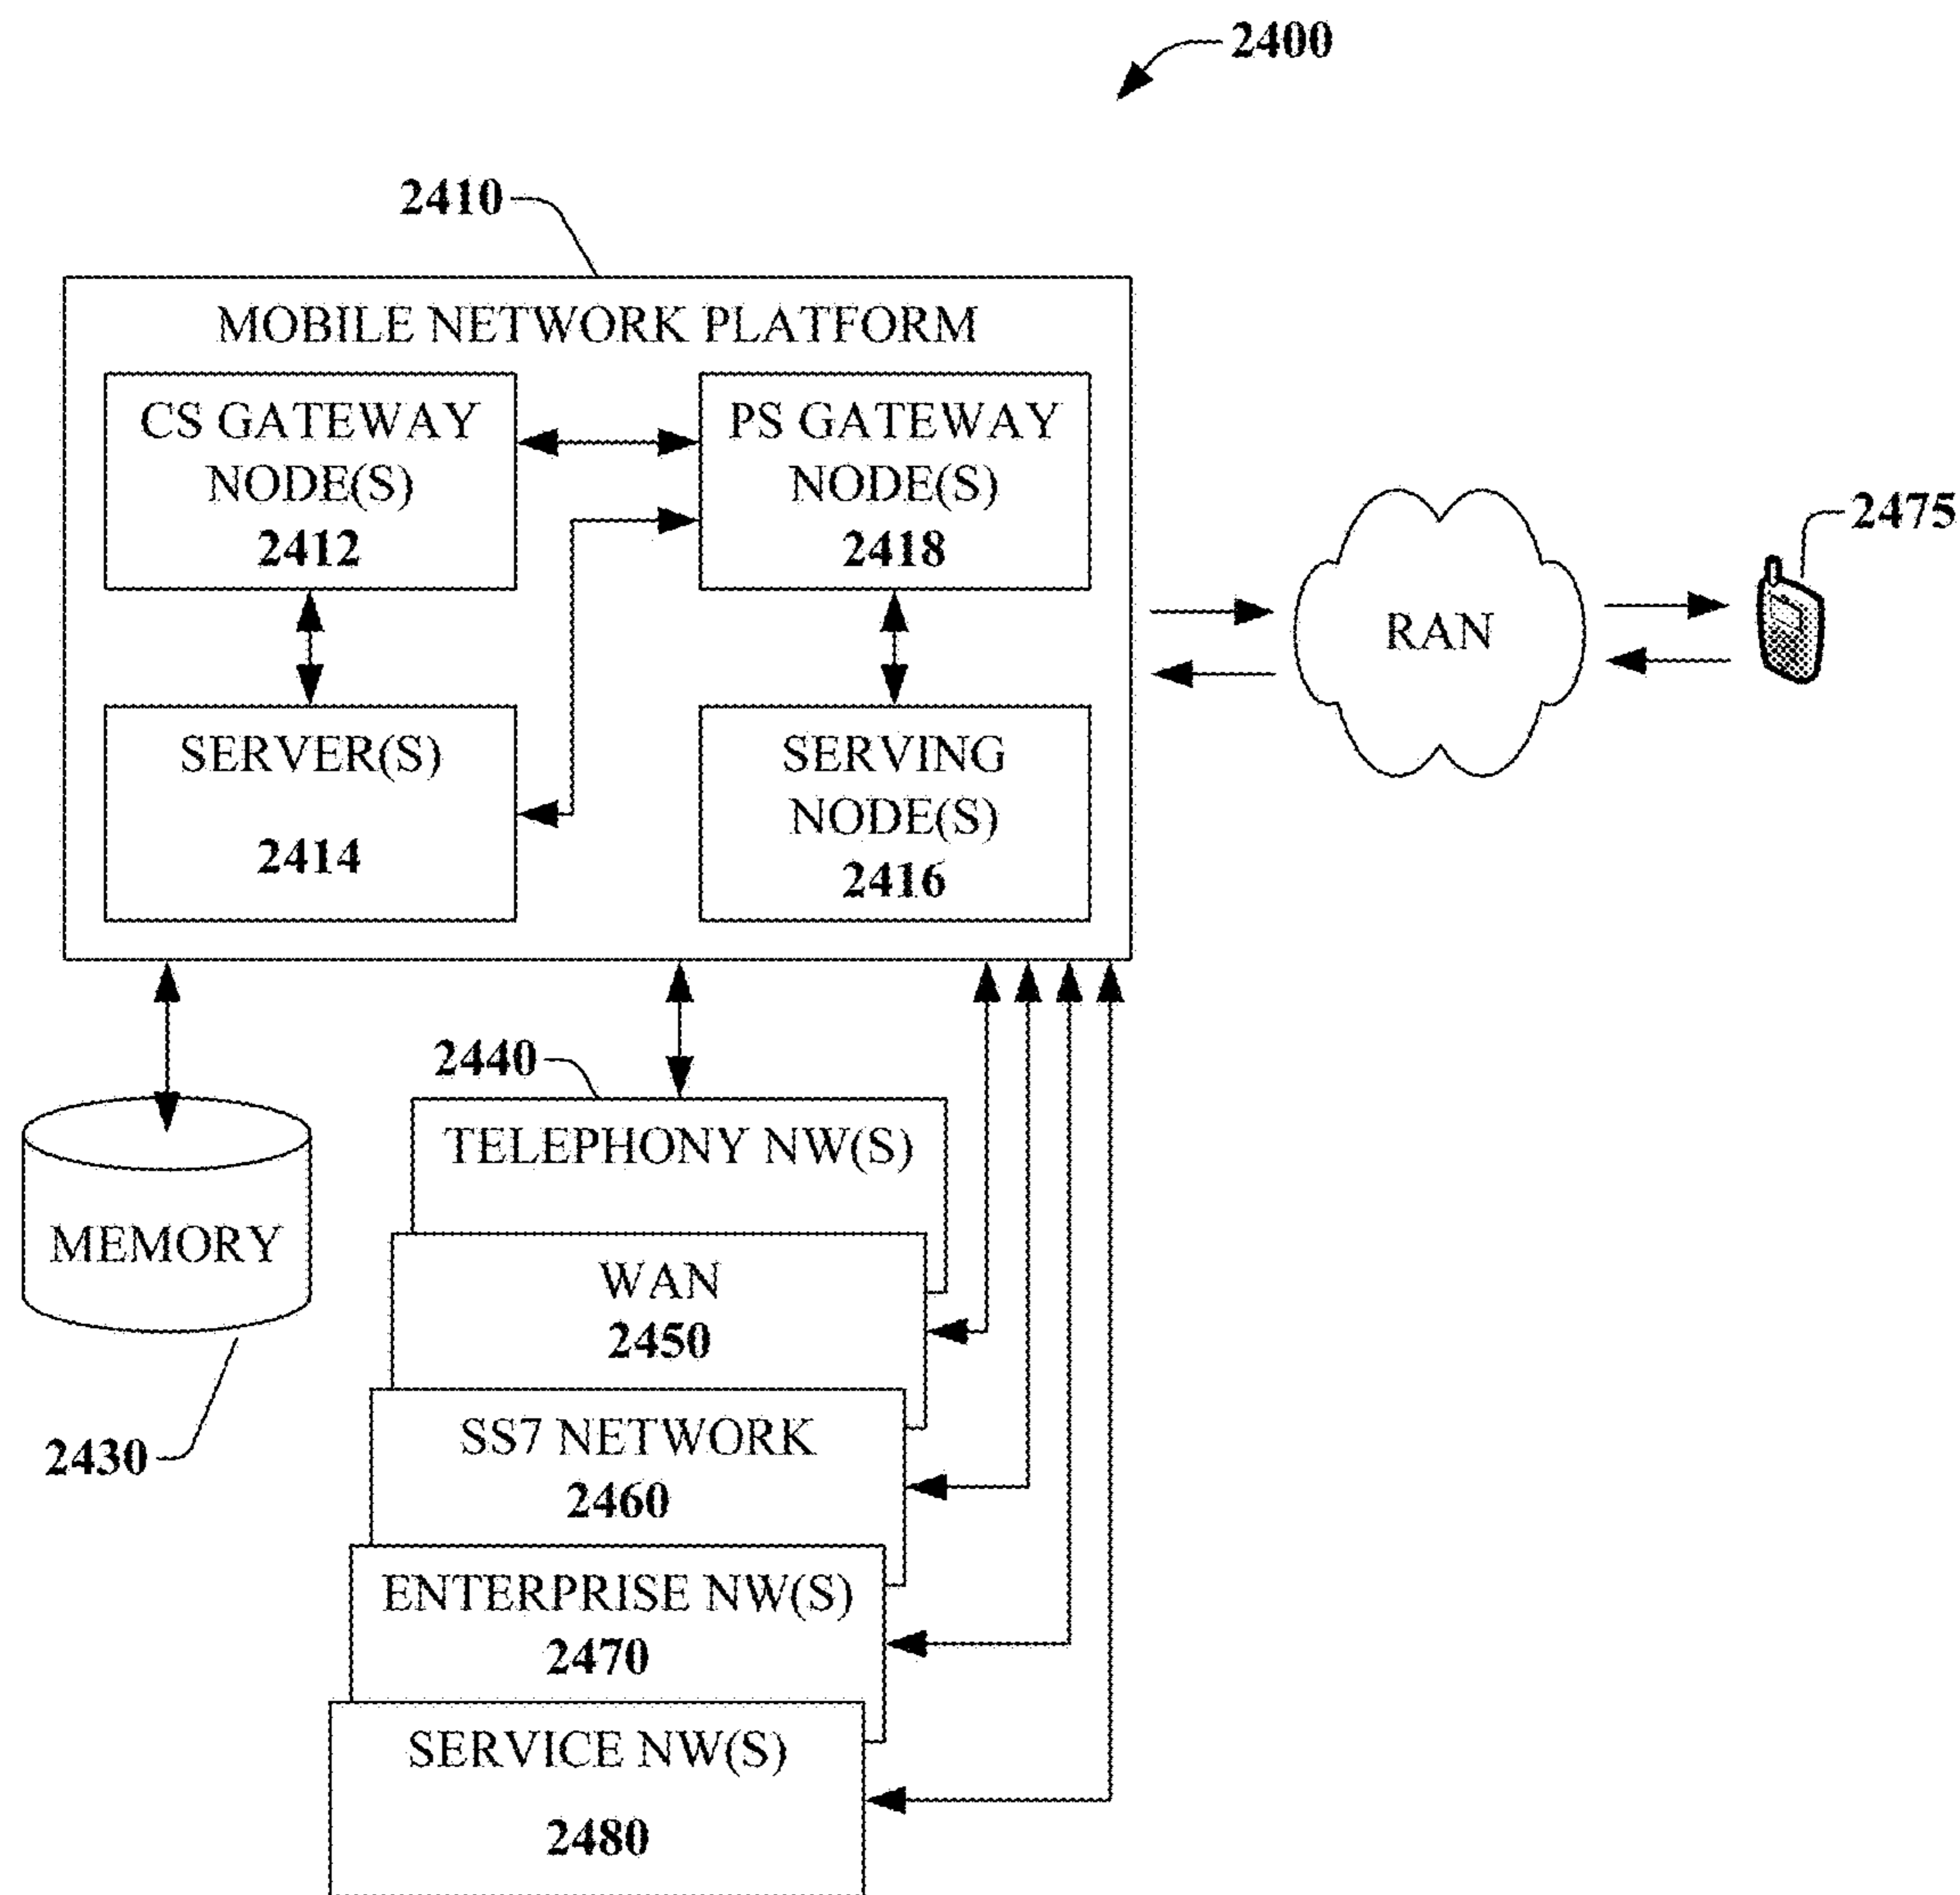 2400
2410
MOBILE NETWORK PLATFORM
CS GATEWAY
NODE(S)
2412
PS GATEWAY
NODE(S)
2418
SERVER(S)
2414
SERVING
NODE(S)
2416
RAN
2475
2440
TELEPHONY NW(S)
MEMORY
2430
WAN
2450
SS7 NETWORK
2460
ENTERPRISE NW(S)
2470
SERVICE NW(S)
2480